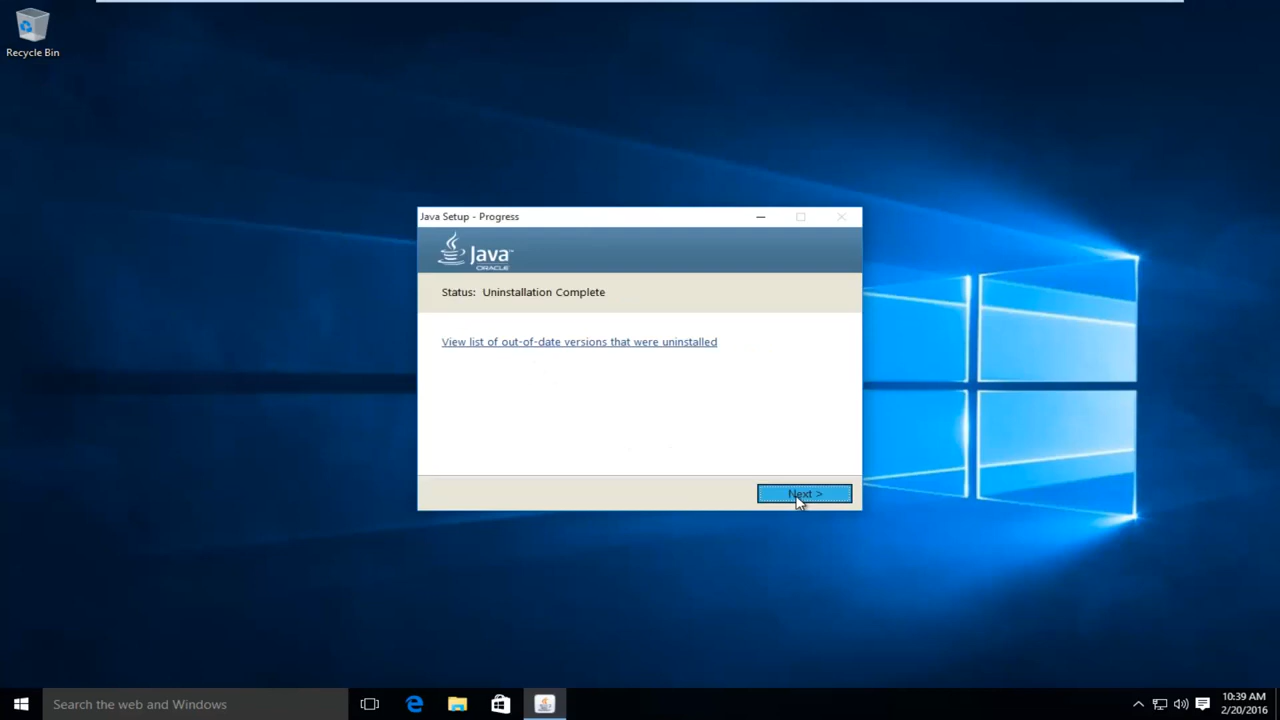 Recycle Bin
Java Setup - Progress
Java™
ORACLE
Status: Uninstallation Complete
View list of out-of-date versions that were uninstalled
Next >
Search the web and Windows
10:39 AM
2/20/2016